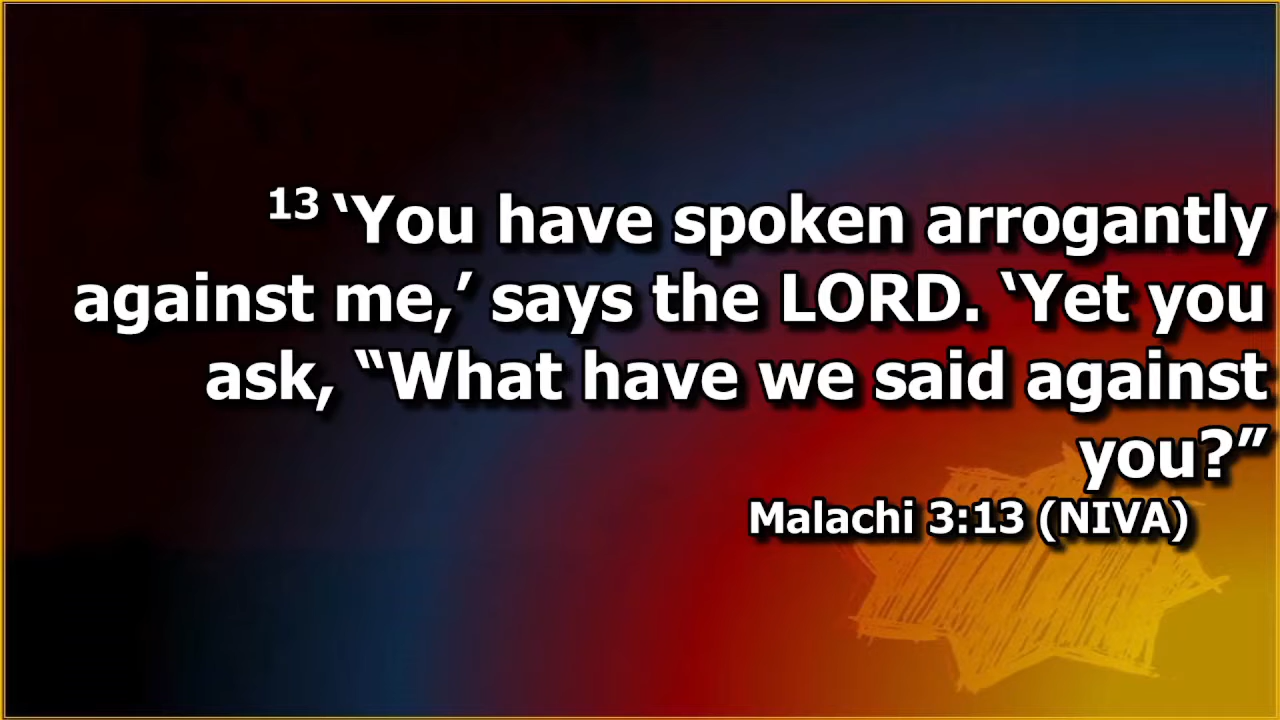 13 ‘You have spoken arrogantly
against me,’ says the LORD. ‘Yet you
ask, “What have we said against
you?”
Malachi 3:13 (NIVA)